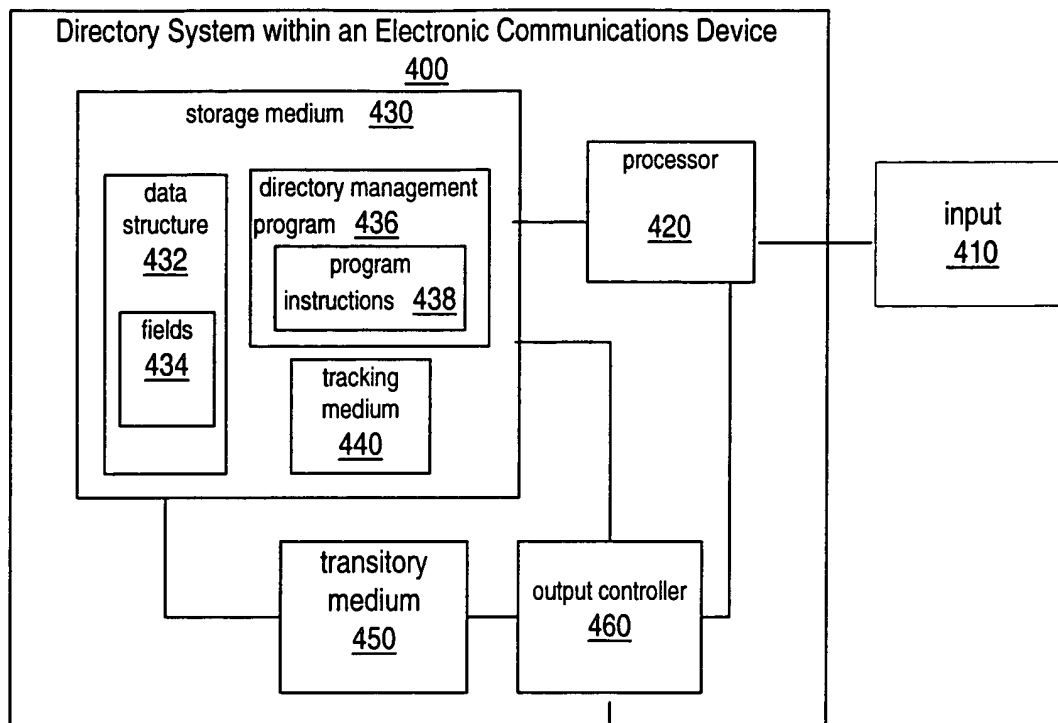 Directory System within an Electronic Communications Device
400
storage medium 430
data
structure
432
fields
434
directory management
program 436
program
instructions 438
tracking
medium
440
processor
420
input
410
transitory
medium
450
output controller
460